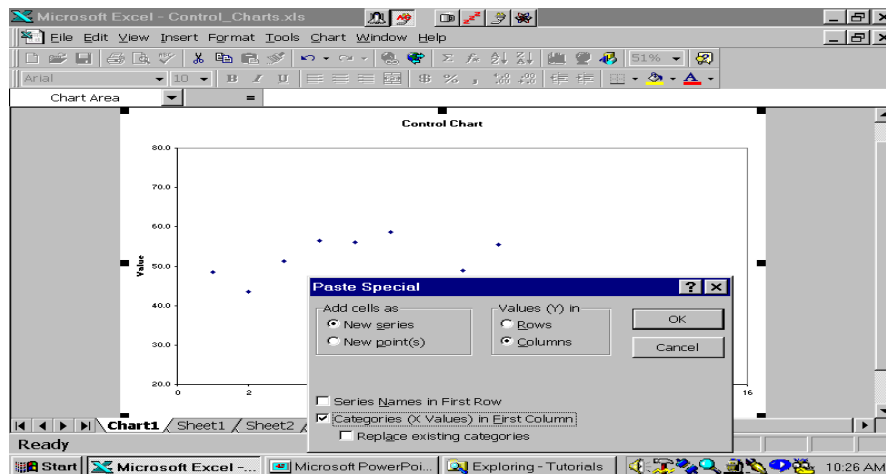 Microsoft Excel - Control_Charts.xls
File Edit View Insert Format Tools Chart Window Help
51%
Arial 10 B I U $ % ,
Chart Area =
Control Chart
80.0
70.0
60.0
Value
50.0
40.0
30.0
20.0
0 2 16
Paste Special
Add cells as
New series
New point(s)
Values (Y) in
Rows
Columns
OK
Cancel
Series Names in First Row
Categories (X Values) in First Column
Replace existing categories
Chart1 Sheet1 Sheet2
Ready
Start Microsoft Excel -... Microsoft PowerPoi... Exploring - Tutorials 10:26 AM